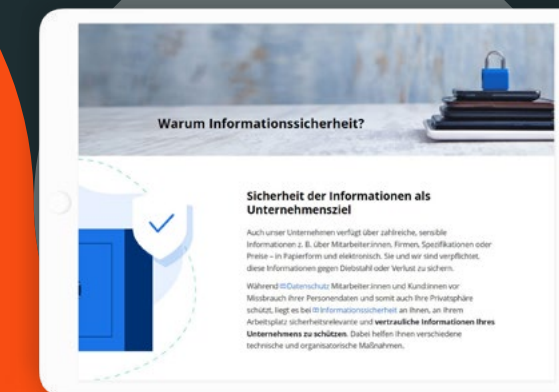 Warum Informationssicherheit?
Sicherheit der Informationen als
Unternehmensziel
Auch unser Unternehmen verfügt über zahlreiche, sensible
Informationen z. B. über Mitarbeiter:innen, Firmen, Spezifikationen oder
Preise – in Papierform und elektronisch. Sie und wir sind verpflichtet,
diese Informationen gegen Diebstahl oder Verlust zu sichern.
Während Datenschutz Mitarbeiter:innen und Kund:innen vor
Missbrauch ihrer Personendaten und somit auch ihre Privatsphäre
schützt, liegt es bei Informationssicherheit an Ihnen, an Ihrem
Arbeitsplatz sicherheitsrelevante und vertrauliche Informationen Ihres
Unternehmens zu schützen. Dabei helfen Ihnen verschiedene
technische und organisatorische Maßnahmen.